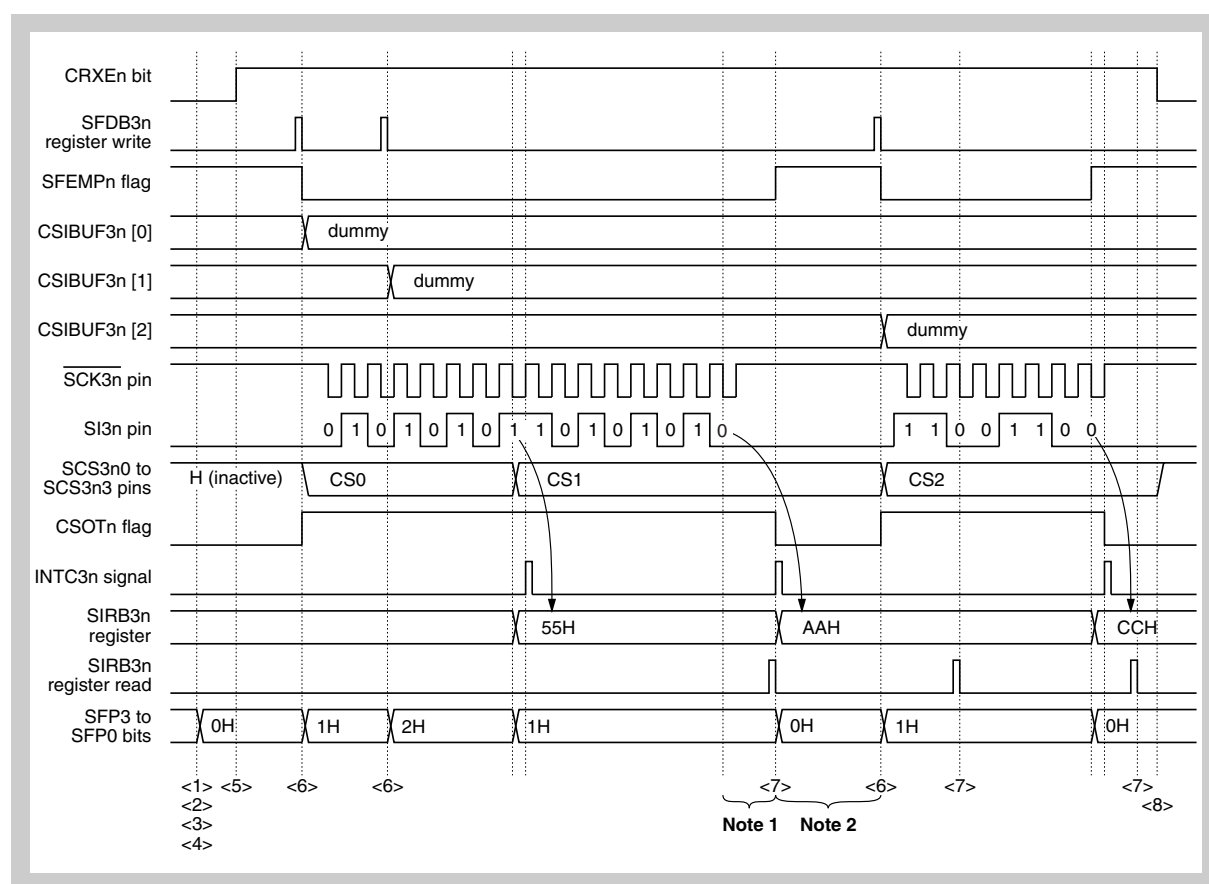 CRXEn bit
SFDB3n
register write
SFEMPn flag
CSIBUF3n [0]
dummy
CSIBUF3n [1]
dummy
CSIBUF3n [2]
dummy
SCK3n pin
SI3n pin
0 1 0 1 0 1 0 1 1 0 1 0 1 0 1 0
1 1 0 0 1 1 0 0
SCS3n0 to
SCS3n3 pins
H (inactive)
CS0
CS1
CS2
CSOTn flag
INTC3n signal
SIRB3n
register
55H
AAH
CCH
SIRB3n
register read
SFP3 to
SFP0 bits
0H
1H
2H
1H
0H
1H
0H
<1> <5> <6> <6> <7> <6> <7> <7>
<2> <8>
<3>
<4>
Note 1 Note 2